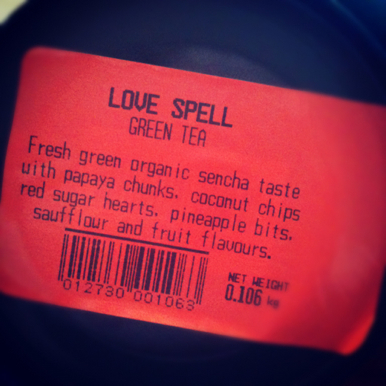 LOVE SPELL
GREEN TEA
Fresh green organic sencha taste
with papaya chunks, coconut chips
red sugar hearts, pineapple bits,
saufflour and fruit flavours.
012730 001063
NET WEIGHT
0.106 kg